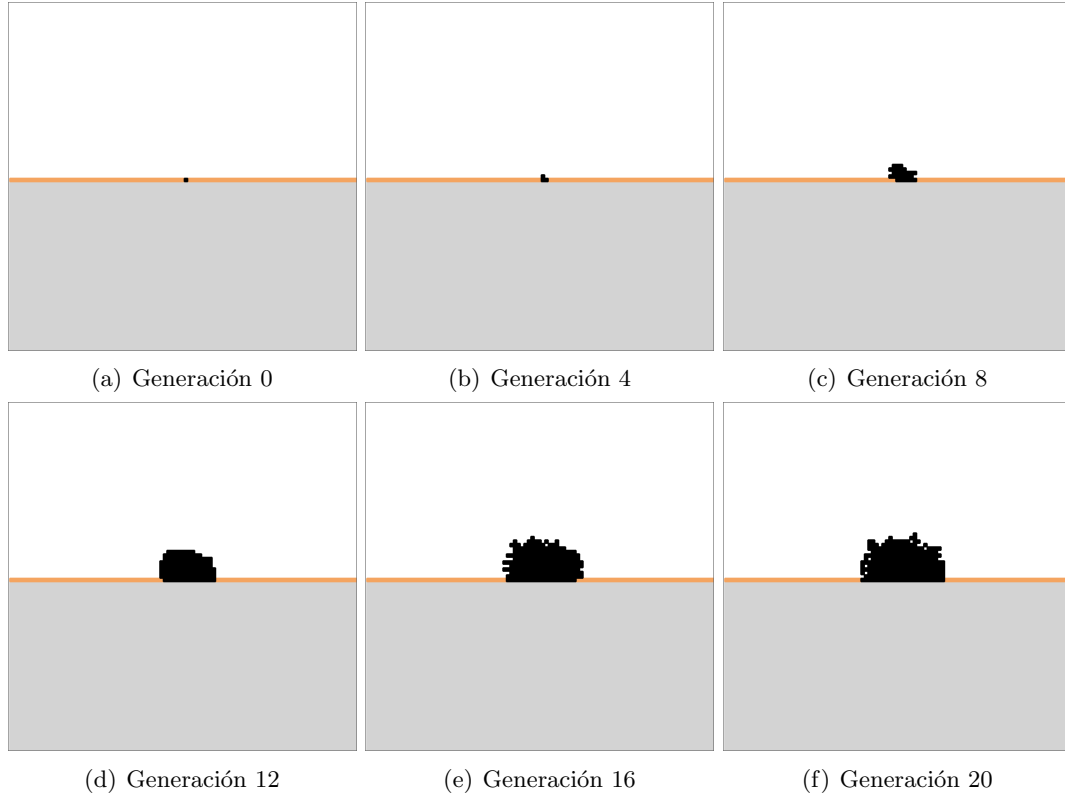 (a) Generación 0
(b) Generación 4
(c) Generación 8
(d) Generación 12
(e) Generación 16
(f) Generación 20